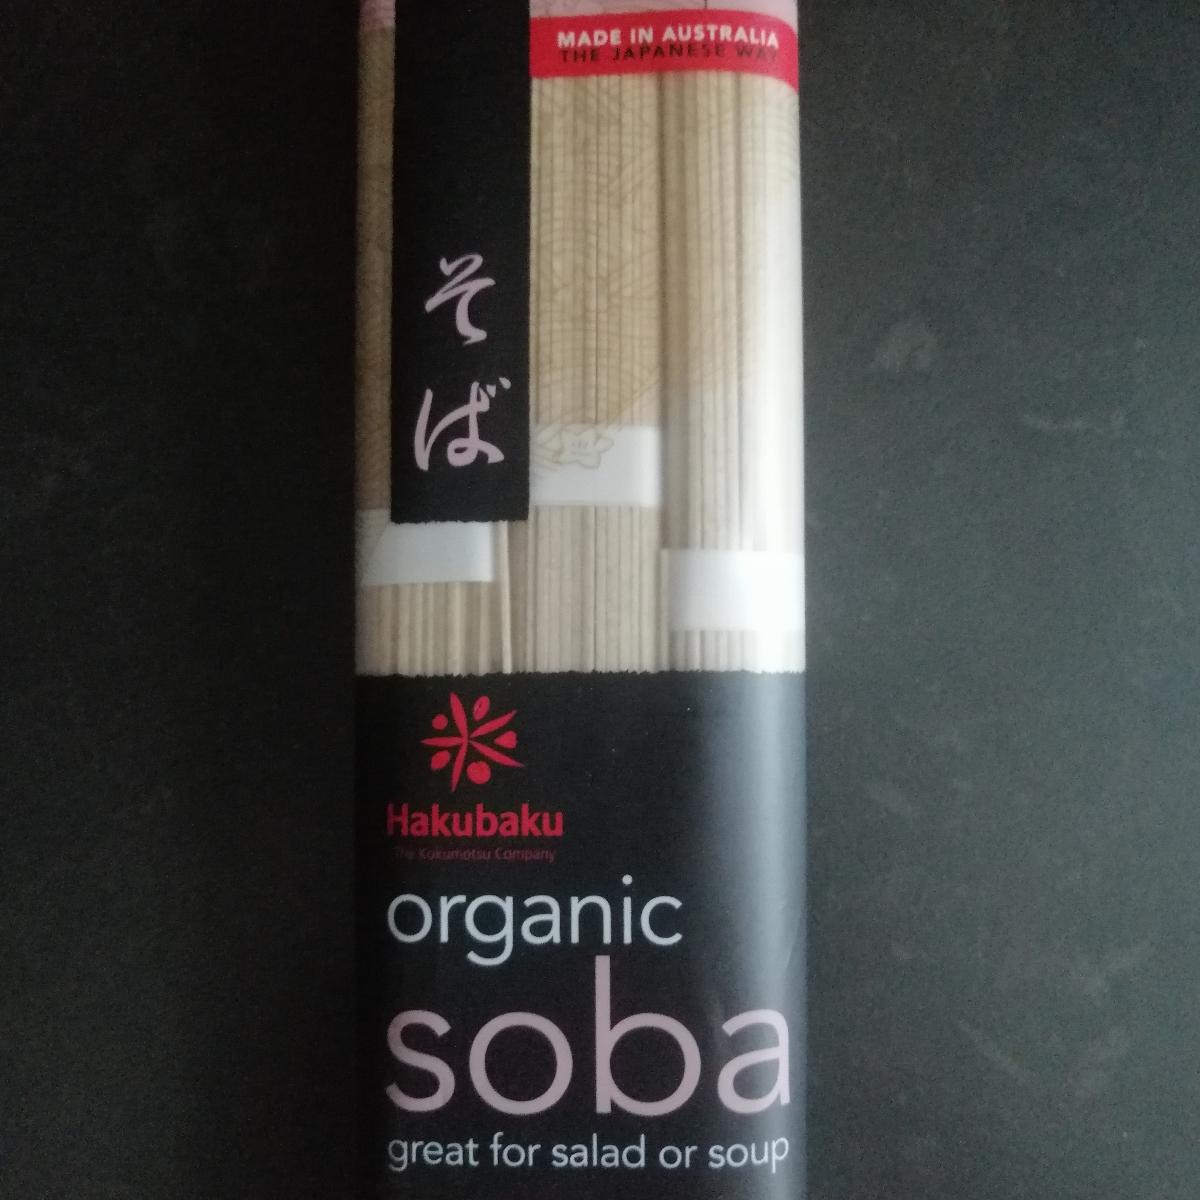 MADE IN AUSTRALIA
THE JAPANESE WAY
そば
Hakubaku
The Kokumotsu Company
organic
soba
great for salad or soup